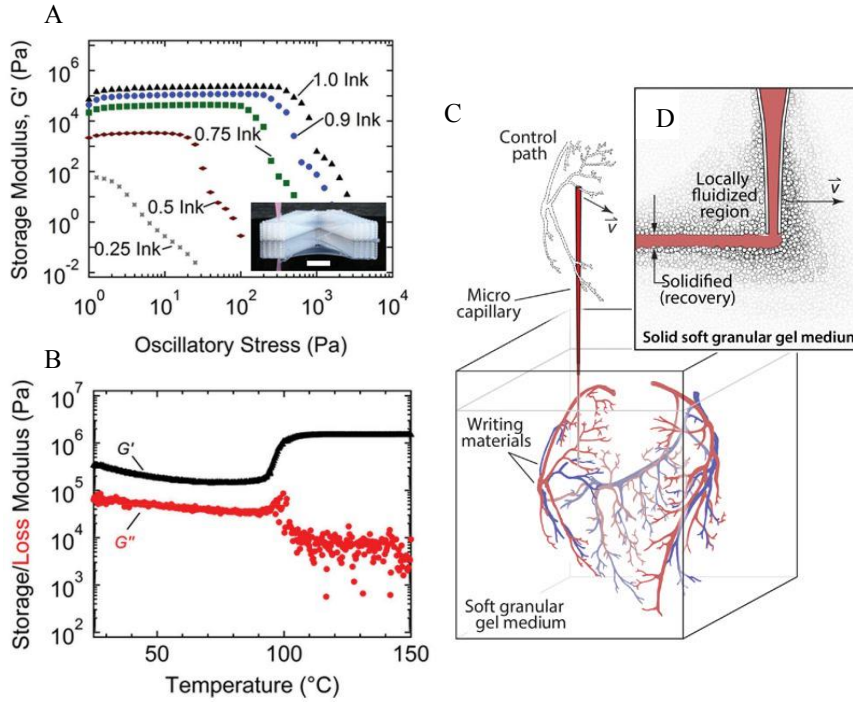 A
Storage Modulus, G' (Pa)
10^6
10^4
10^2
10^0
10^-2
1.0 Ink
0.9 Ink
0.75 Ink
0.5 Ink
0.25 Ink
10^0 10^1 10^2 10^3 10^4
Oscillatory Stress (Pa)
B
Storage/Loss Modulus (Pa)
10^7
10^6
10^5
10^4
10^3
10^2
G'
G"
50 100 150
Temperature (°C)
C
Control
path
v
Micro
capillary
Writing
materials
Soft granular
gel medium
D
Locally
fluidized
region
v
Solidified
(recovery)
Solid soft granular gel medium